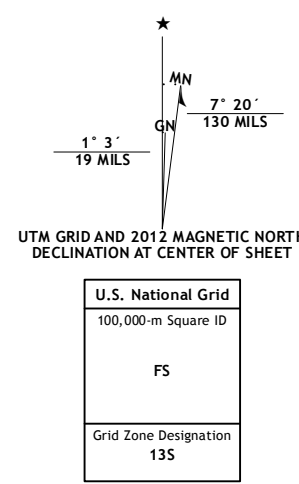 ★
MN
GN
7° 20´
130 MILS
1° 3´
19 MILS
UTM GRID AND 2012 MAGNETIC NORTH
DECLINATION AT CENTER OF SHEET
U.S. National Grid
100,000-m Square ID
FS
Grid Zone Designation
13S